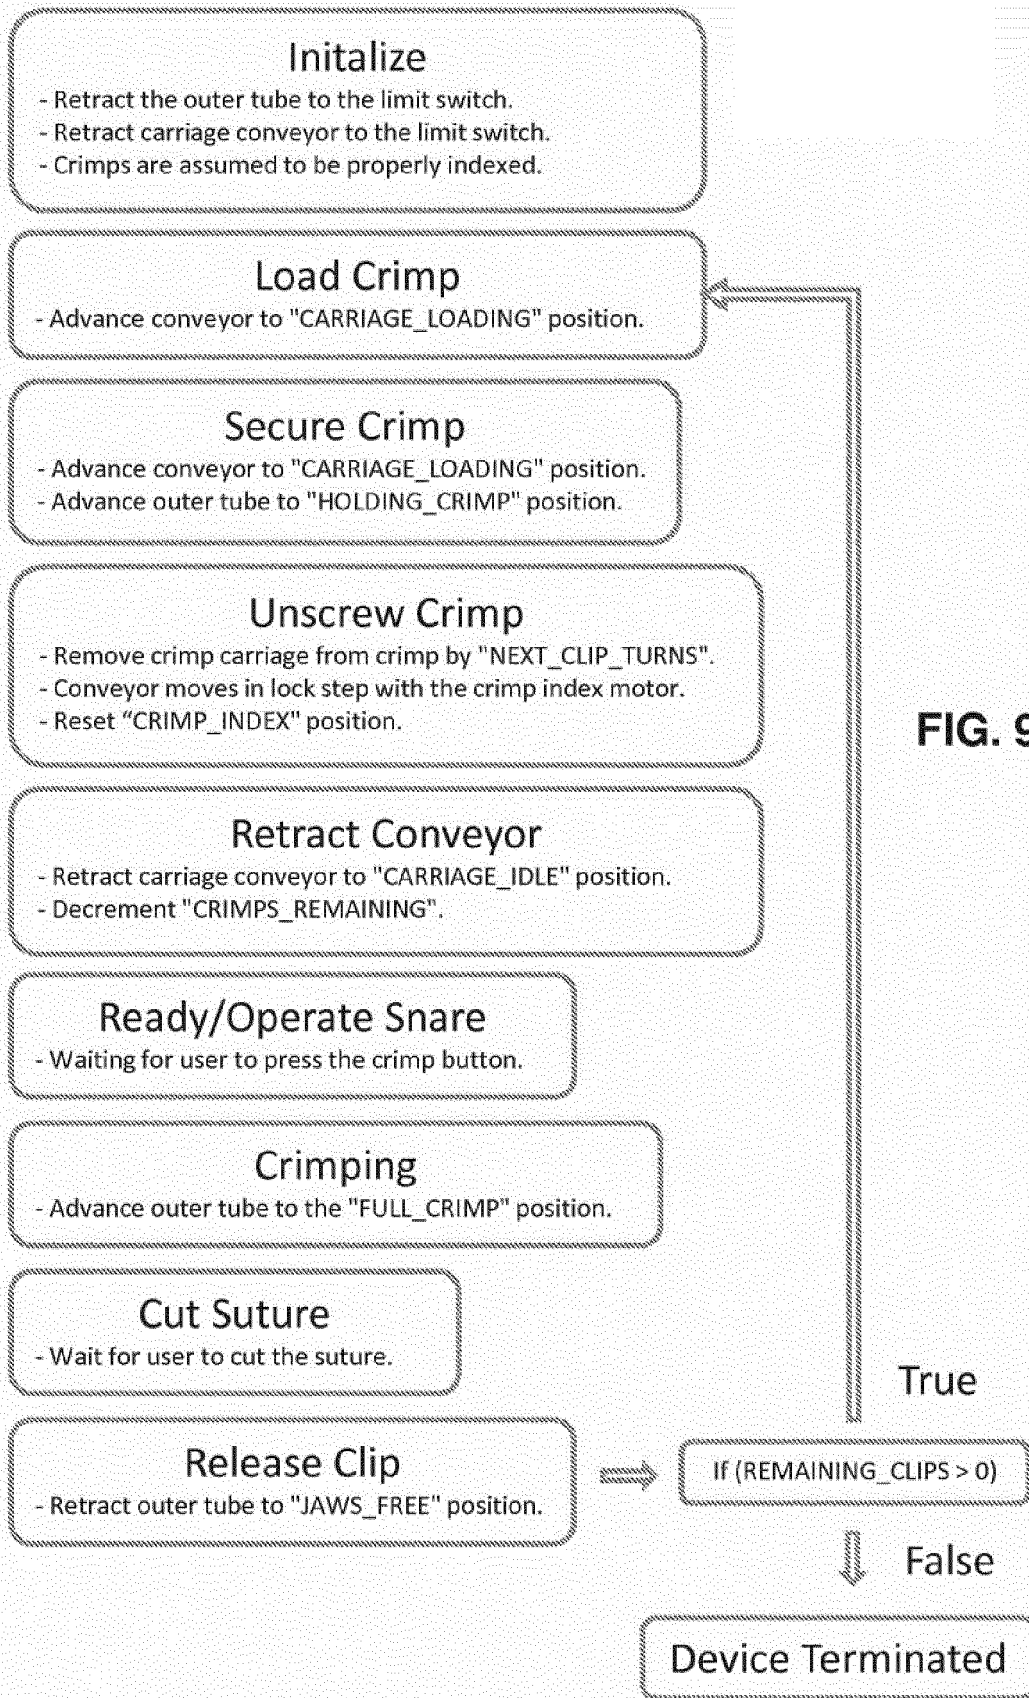 Initalize
- Retract the outer tube to the limit switch.
- Retract carriage conveyor to the limit switch.
- Crimps are assumed to be properly indexed.
Load Crimp
- Advance conveyor to "CARRIAGE_LOADING" position.
Secure Crimp
- Advance conveyor to "CARRIAGE_LOADING" position.
- Advance outer tube to "HOLDING_CRIMP" position.
Unscrew Crimp
- Remove crimp carriage from crimp by "NEXT_CLIP_TURNS".
- Conveyor moves in lock step with the crimp index motor.
- Reset “CRIMP_INDEX" position.
FIG. 9
Retract Conveyor
- Retract carriage conveyor to "CARRIAGE_IDLE" position.
- Decrement "CRIMPS_REMAINING".
Ready/Operate Snare
- Waiting for user to press the crimp button.
Crimping
- Advance outer tube to the "FULL_CRIMP" position.
Cut Suture
- Wait for user to cut the suture.
True
Release Clip
- Retract outer tube to "JAWS_FREE" position.
If (REMAINING_CLIPS > 0)
False
Device Terminated